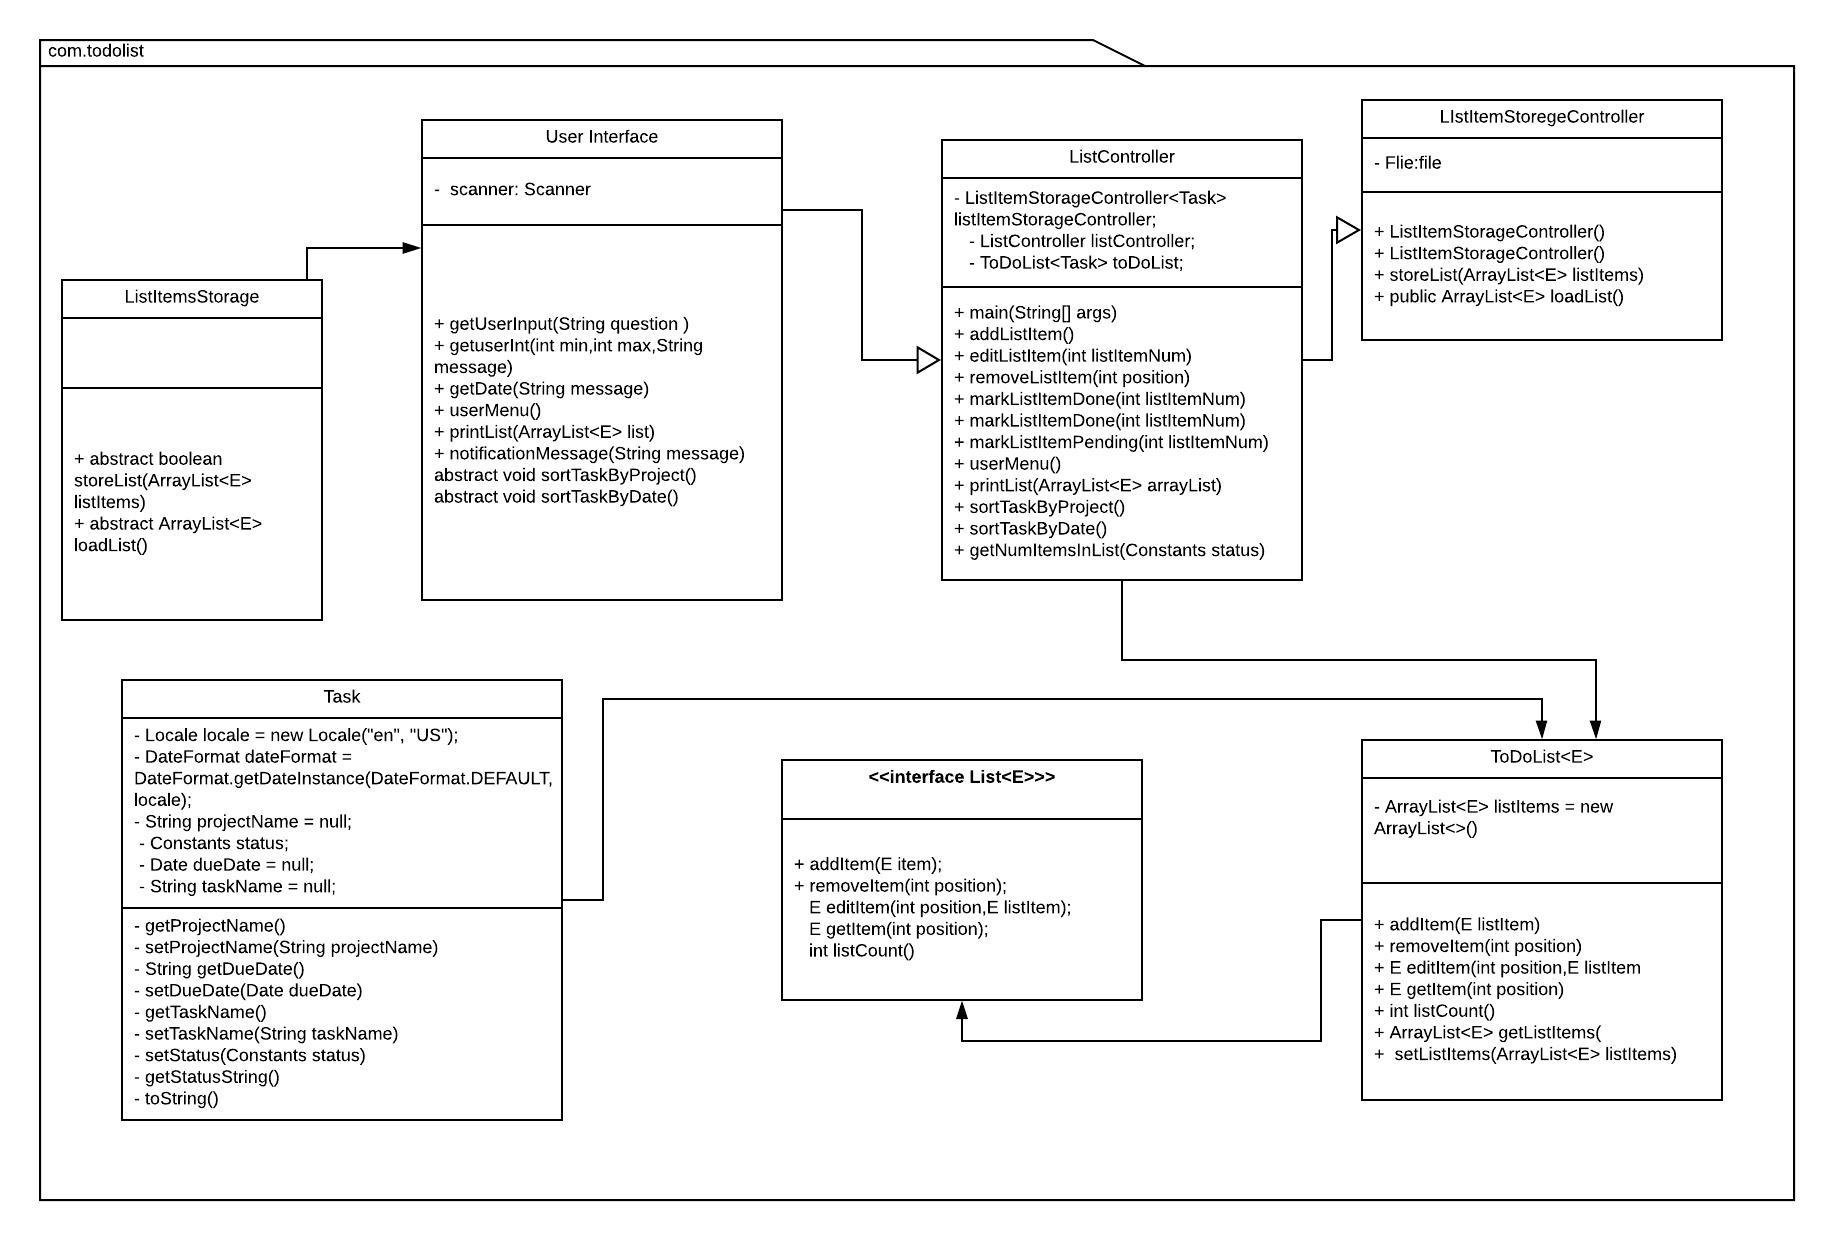 com.todolist
ListItemsStorage
+ abstract boolean
storeList(ArrayList<E>
listItems)
+ abstract ArrayList<E>
loadList()
User Interface
-  scanner: Scanner
+ getUserInput(String question )
+ getuserInt(int min,int max,String
message)
+ getDate(String message)
+ userMenu()
+ printList(ArrayList<E> list)
+ notificationMessage(String message)
abstract void sortTaskByProject()
abstract void sortTaskByDate()
ListController
- ListItemStorageController<Task>
listItemStorageController;
- ListController listController;
- ToDoList<Task> toDoList;
+ main(String[] args)
+ addListItem()
+ editListItem(int listItemNum)
+ removeListItem(int position)
+ markListItemDone(int listItemNum)
+ markListItemDone(int listItemNum)
+ markListItemPending(int listItemNum)
+ userMenu()
+ printList(ArrayList<E> arrayList)
+ sortTaskByProject()
+ sortTaskByDate()
+ getNumItemsInList(Constants status)
LIstItemStoregeController
- Flie:file
+ ListItemStorageController()
+ ListItemStorageController()
+ storeList(ArrayList<E> listItems)
+ public ArrayList<E> loadList()
Task
- Locale locale = new Locale("en", "US");
- DateFormat dateFormat =
DateFormat.getDateInstance(DateFormat.DEFAULT,
locale);
- String projectName = null;
- Constants status;
- Date dueDate = null;
- String taskName = null;
- getProjectName()
- setProjectName(String projectName)
- String getDueDate()
- setDueDate(Date dueDate)
- getTaskName()
- setTaskName(String taskName)
- setStatus(Constants status)
- getStatusString()
- toString()
<<interface List<E>>>
+ addItem(E item);
+ removeItem(int position);
E editItem(int position,E listItem);
E getItem(int position);
int listCount()
ToDoList<E>
- ArrayList<E> listItems = new
ArrayList<>()
+ addItem(E listItem)
+ removeItem(int position)
+ E editItem(int position,E listItem
+ E getItem(int position)
+ int listCount()
+ ArrayList<E> getListItems(
+  setListItems(ArrayList<E> listItems)